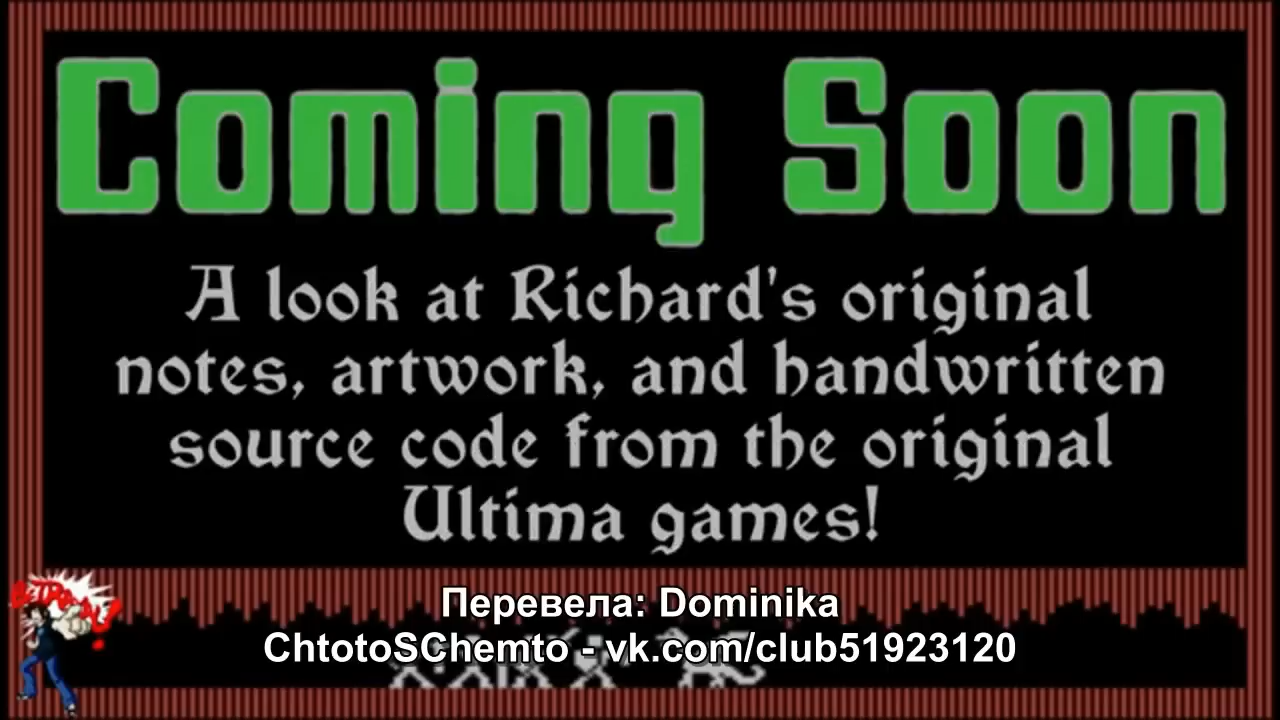 Coming Soon
A look at Richard's original
notes, artwork, and handwritten
source code from the original
Ultima games!
Перевела: Dominika
ChtotoSChemto - vk.com/club51923120